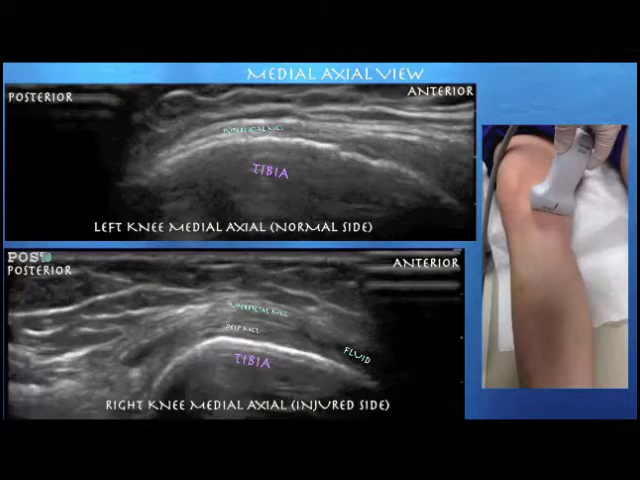 MEDIAL AXIAL VIEW
POSTERIOR
ANTERIOR
SUPERFICIAL MCL
TIBIA
LEFT KNEE MEDIAL AXIAL (NORMAL SIDE)
POST
POSTERIOR
ANTERIOR
SUPERFICIAL MCL
DEEP MCL
FLUID
TIBIA
RIGHT KNEE MEDIAL AXIAL (INJURED SIDE)